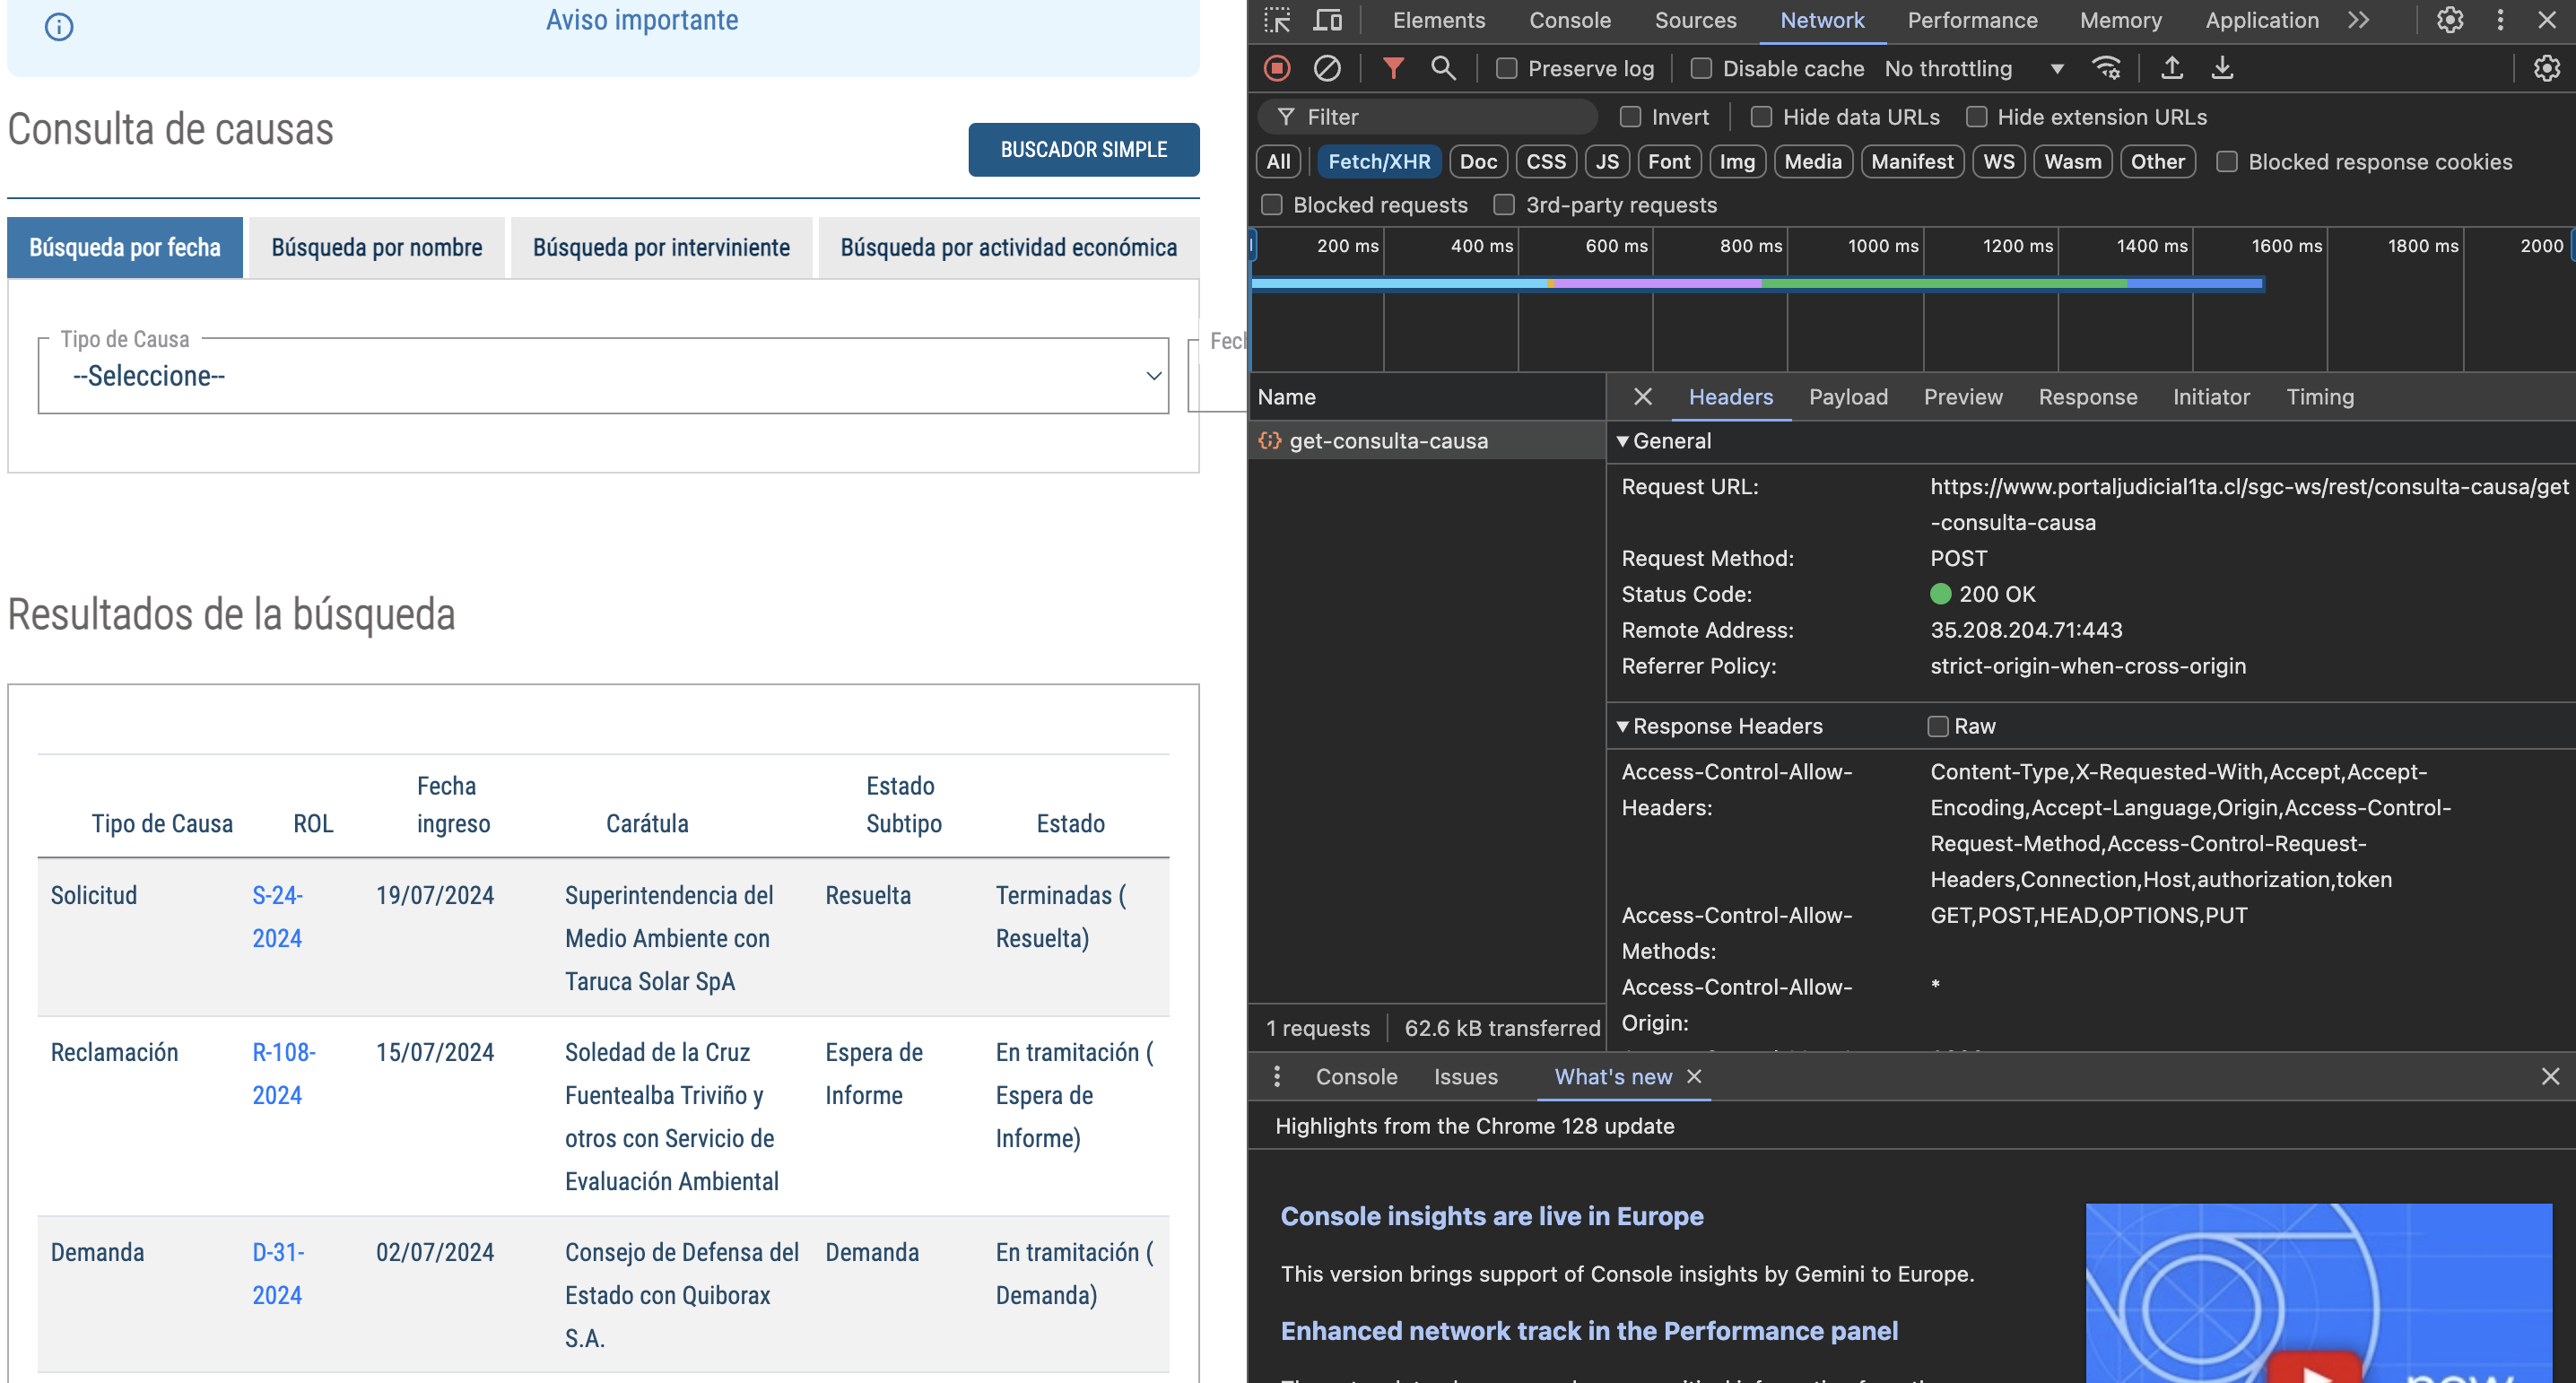 Aviso importante
Consulta de causas
BUSCADOR SIMPLE
Búsqueda por fecha
Búsqueda por nombre
Búsqueda por interviniente
Búsqueda por actividad económica
Tipo de Causa
--Seleccione--
Resultados de la búsqueda
Tipo de Causa
ROL
Fecha
ingreso
Carátula
Estado
Subtipo
Estado
Solicitud
S-24-
2024
19/07/2024
Superintendencia del
Medio Ambiente con
Taruca Solar SpA
Resuelta
Terminadas (
Resuelta)
Reclamación
R-108-
2024
15/07/2024
Soledad de la Cruz
Fuentealba Triviño y
otros con Servicio de
Evaluación Ambiental
Espera de
Informe
En tramitación (
Espera de
Informe)
Demanda
D-31-
2024
02/07/2024
Consejo de Defensa del
Estado con Quiborax
S.A.
Demanda
En tramitación (
Demanda)
Elements
Console
Sources
Network
Performance
Memory
Application
Preserve log
Disable cache
No throttling
Filter
Invert
Hide data URLs
Hide extension URLs
All
Fetch/XHR
Doc
CSS
JS
Font
Img
Media
Manifest
WS
Wasm
Other
Blocked response cookies
Blocked requests
3rd-party requests
200 ms
400 ms
600 ms
800 ms
1000 ms
1200 ms
1400 ms
1600 ms
1800 ms
2000
Name
Headers
Payload
Preview
Response
Initiator
Timing
get-consulta-causa
General
Request URL:
https://www.portaljudicial1ta.cl/sgc-ws/rest/consulta-causa/get
-consulta-causa
Request Method:
POST
Status Code:
200 OK
Remote Address:
35.208.204.71:443
Referrer Policy:
strict-origin-when-cross-origin
Response Headers
Raw
Access-Control-Allow-
Headers:
Content-Type,X-Requested-With,Accept,Accept-
Encoding,Accept-Language,Origin,Access-Control-
Request-Method,Access-Control-Request-
Headers,Connection,Host,authorization,token
Access-Control-Allow-
Methods:
GET,POST,HEAD,OPTIONS,PUT
Access-Control-Allow-
Origin:
*
1 requests
62.6 kB transferred
Console
Issues
What's new
Highlights from the Chrome 128 update
Console insights are live in Europe
This version brings support of Console insights by Gemini to Europe.
Enhanced network track in the Performance panel